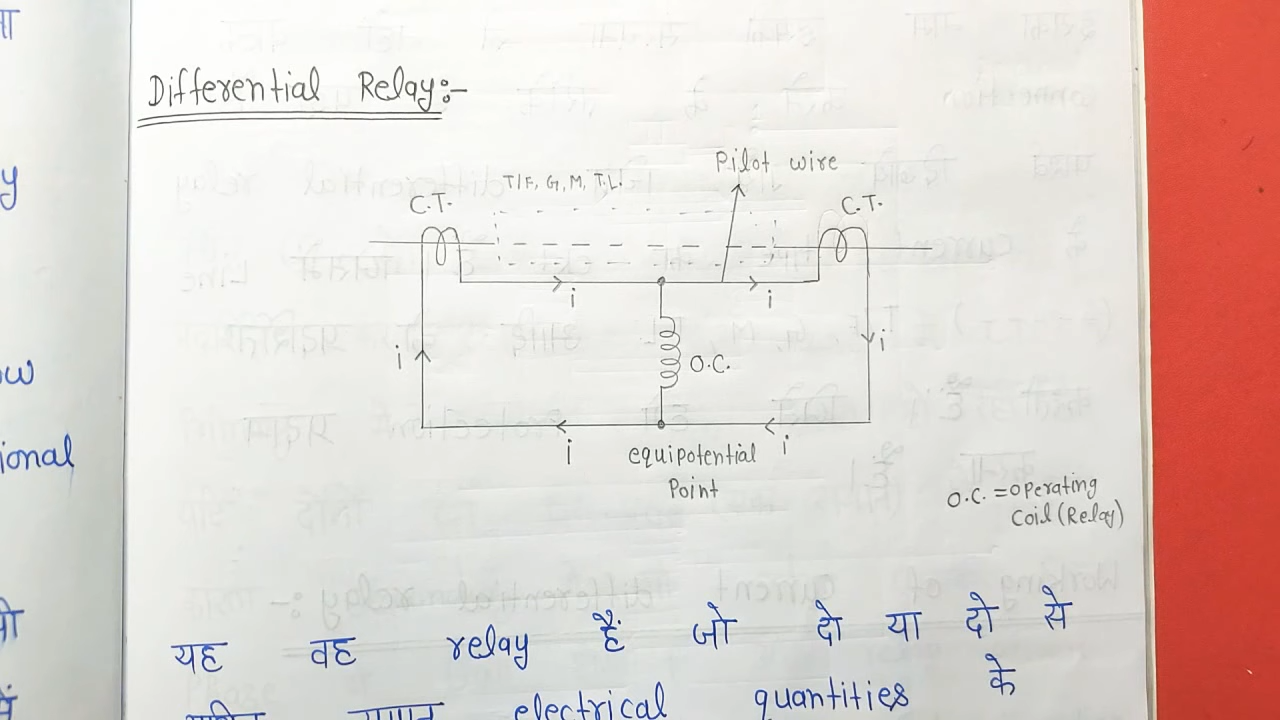 Differential Relay:-
Pilot wire
T/F, G, M, T.L.
C.T.
C.T.
i
i
i
O.C.
i
i
i
equipotential
Point
O.C. = Operating
Coil (Relay)
यह वह relay हैं जो दो या दो से
electrical quantities के